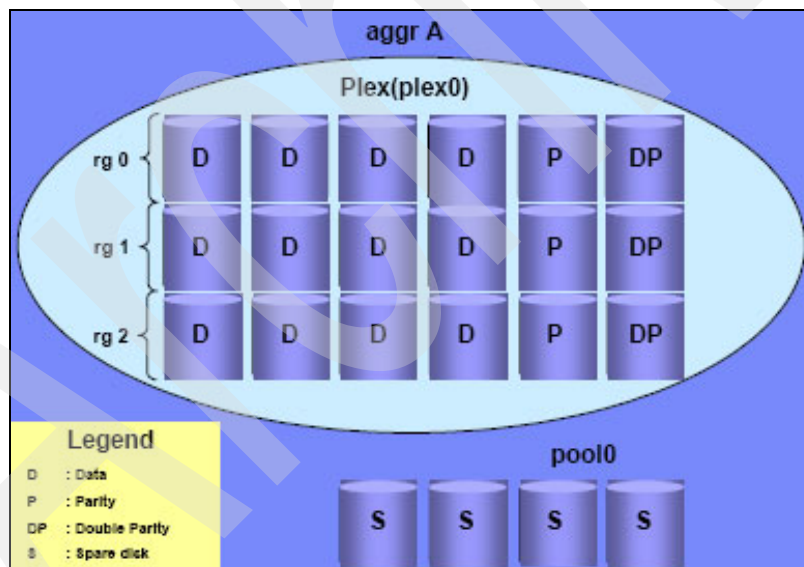 aggr A
Plex(plex0)
rg 0 D D D D P DP
rg 1 D D D D P DP
rg 2 D D D D P DP
Legend
D : Data
P : Parity
DP : Double Parity
S : Spare disk
pool0
S S S S